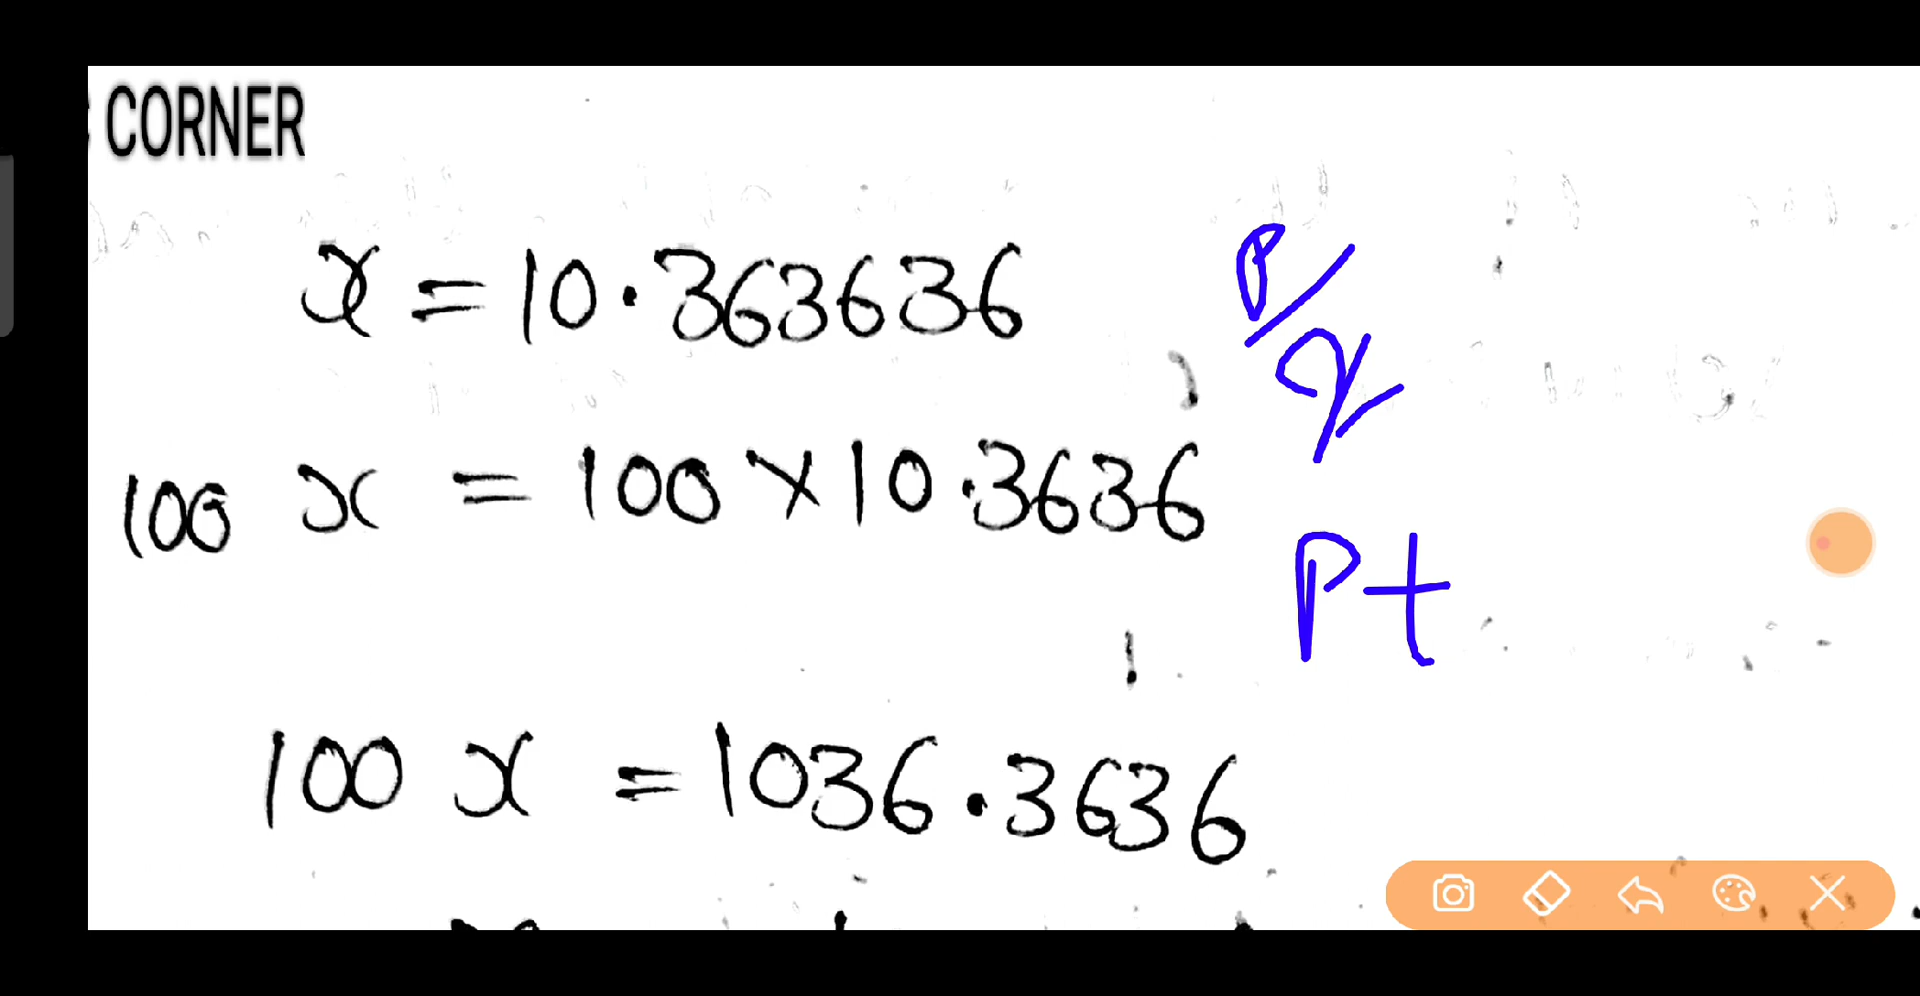 CORNER
x = 10.363636
P/q
100 x = 100 × 10.3636
Pt
100 x = 1036.3636